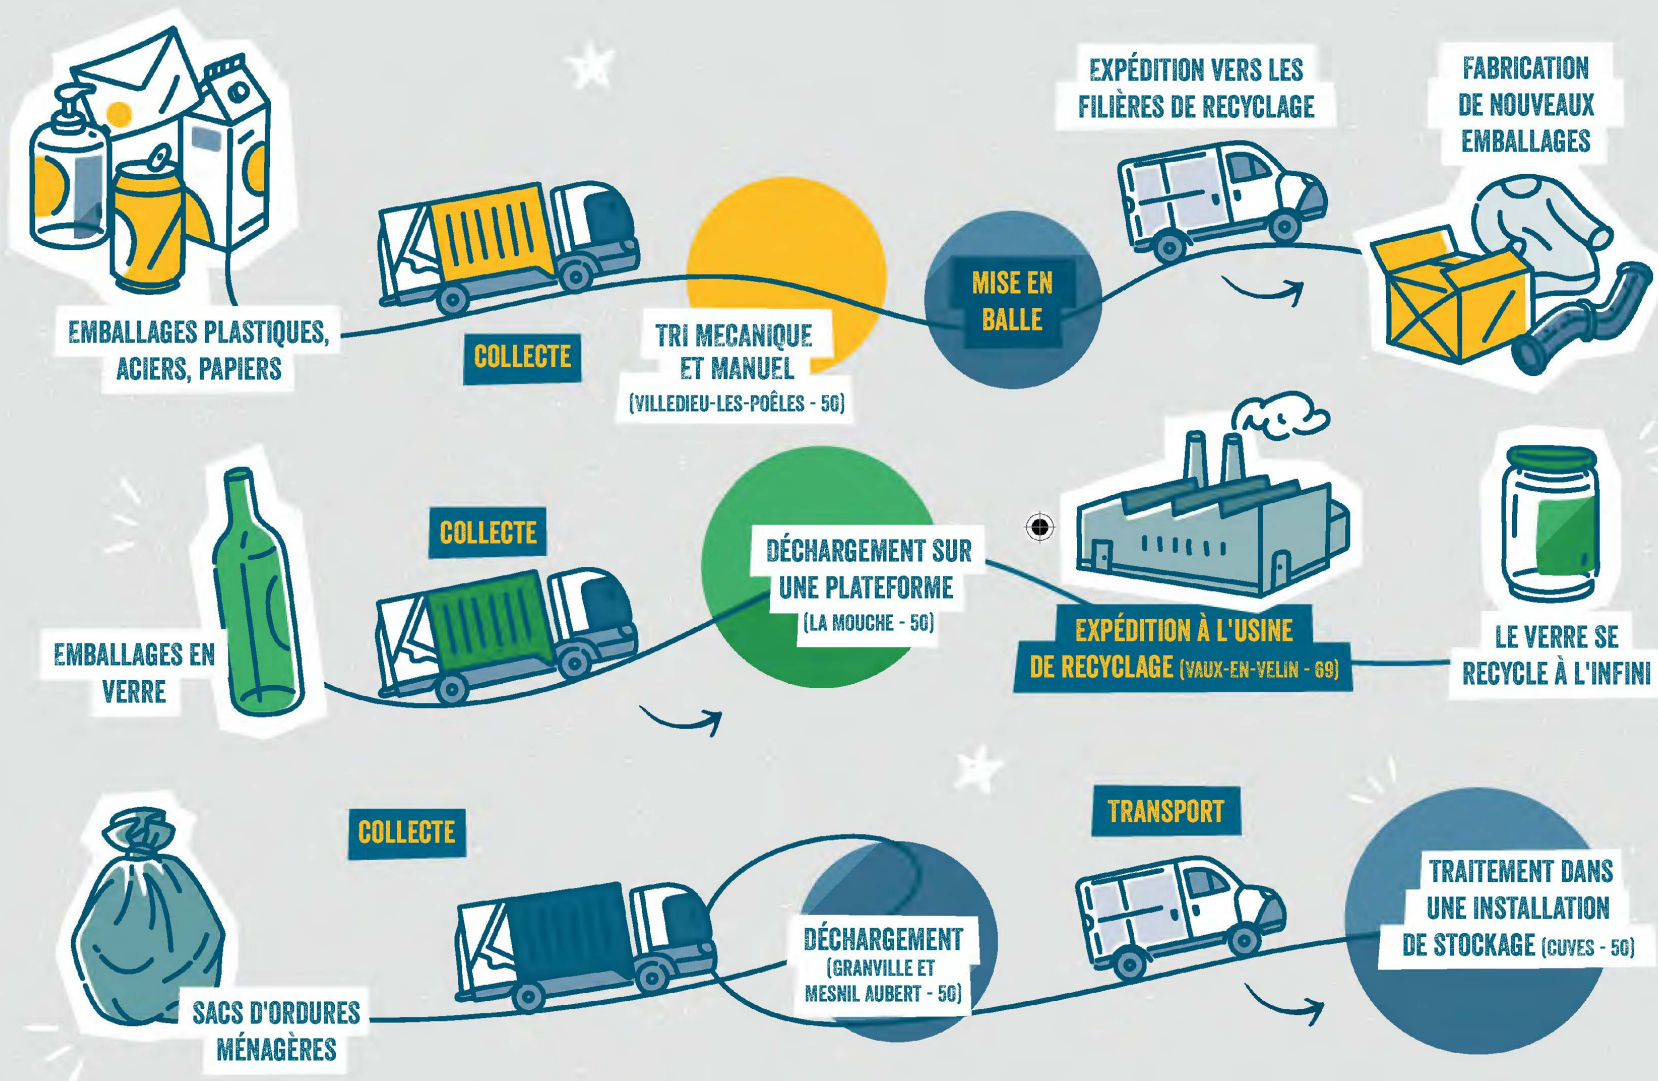 EMBALLAGES PLASTIQUES,
ACIERS, PAPIERS
COLLECTE
TRI MECANIQUE
ET MANUEL
(VILLEDIEU-LES-POÊLES - 50)
MISE EN
BALLE
EXPÉDITION VERS LES
FILIÈRES DE RECYCLAGE
FABRICATION
DE NOUVEAUX
EMBALLAGES
EMBALLAGES EN
VERRE
COLLECTE
DÉCHARGEMENT SUR
UNE PLATEFORME
(LA MOUCHE - 50)
EXPÉDITION À L'USINE
DE RECYCLAGE (VAUX-EN-VELIN - 69)
LE VERRE SE
RECYCLE À L'INFINI
SACS D'ORDURES
MÉNAGÈRES
COLLECTE
DÉCHARGEMENT
(GRANVILLE ET
MESNIL AUBERT - 50)
TRANSPORT
TRAITEMENT DANS
UNE INSTALLATION
DE STOCKAGE (CUVES - 50)